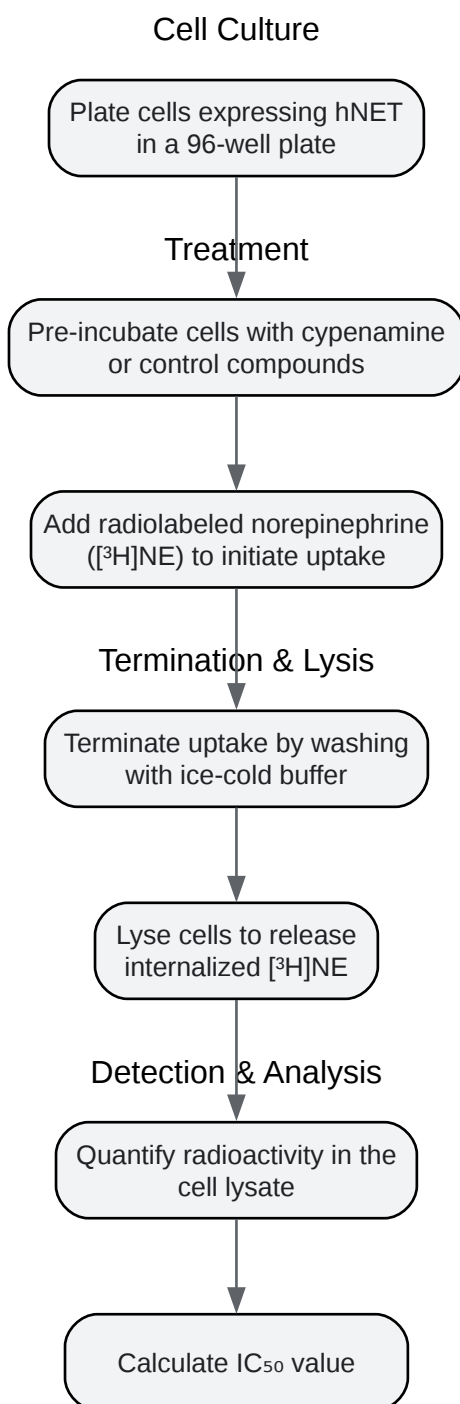 Cell Culture
Plate cells expressing hNET
in a 96-well plate
Treatment
Pre-incubate cells with cypenamine
or control compounds
Add radiolabeled norepinephrine
([³H]NE) to initiate uptake
Termination & Lysis
Terminate uptake by washing
with ice-cold buffer
Lyse cells to release
internalized [³H]NE
Detection & Analysis
Quantify radioactivity in the
cell lysate
Calculate IC₅₀ value